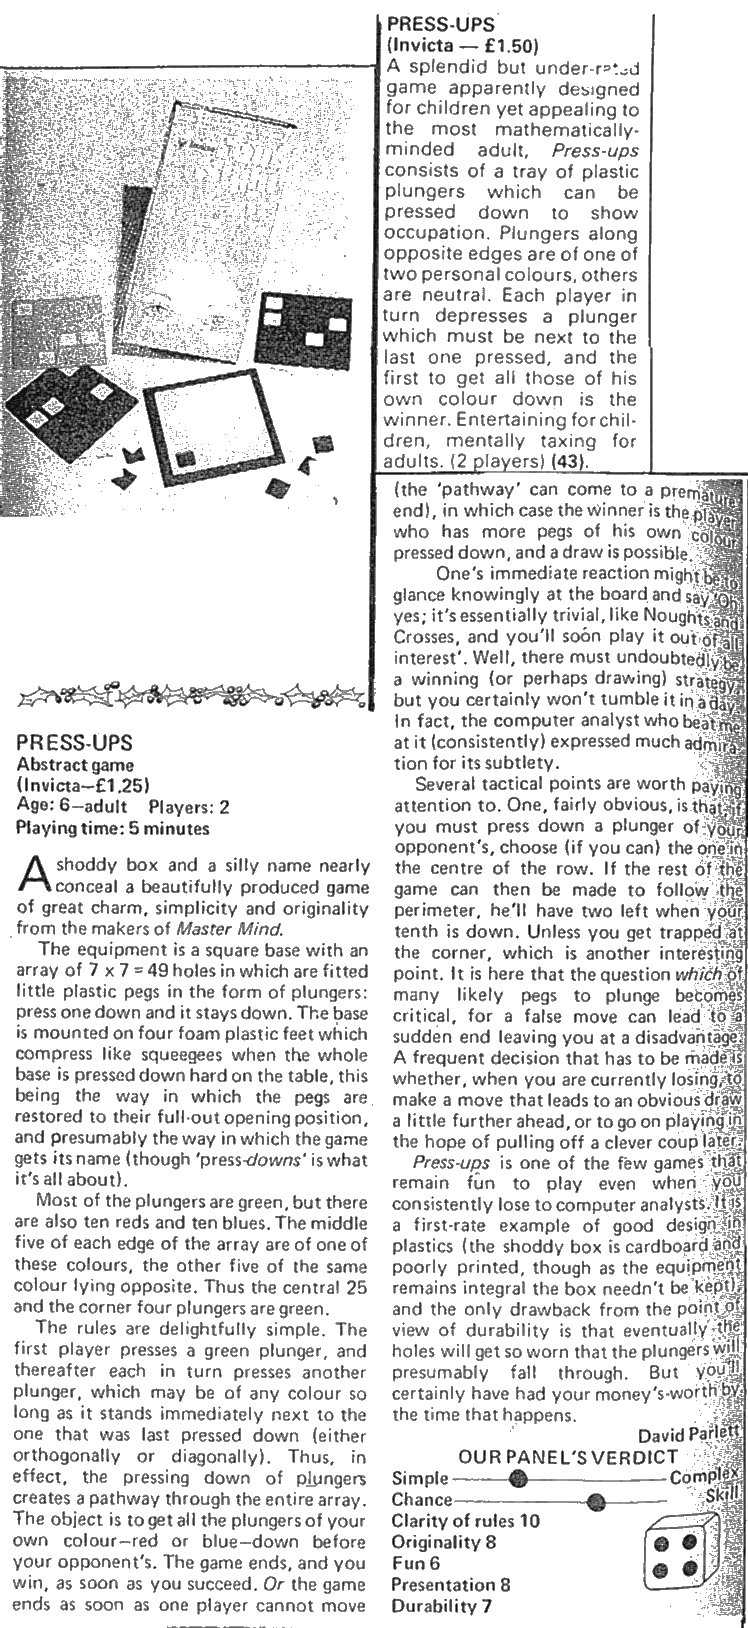 PRESS-UPS
(Invicta — £1.50)
A splendid but under-rated
game apparently designed
for children yet appealing to
the most mathematically-
minded adult, Press-ups
consists of a tray of plastic
plungers which can be
pressed down to show
occupation. Plungers along
opposite edges are of one of
two personal colours, others
are neutral. Each player in
turn depresses a plunger
which must be next to the
last one pressed, and the
first to get all those of his
own colour down is the
winner. Entertaining for chil-
dren, mentally taxing for
adults. (2 players) (43).
PRESS-UPS
Abstract game
(Invicta–£1.25)
Age: 6–adult Players: 2
Playing time: 5 minutes
A shoddy box and a silly name nearly
conceal a beautifully produced game
of great charm, simplicity and originality
from the makers of Master Mind.
The equipment is a square base with an
array of 7 x 7 = 49 holes in which are fitted
little plastic pegs in the form of plungers:
press one down and it stays down. The base
is mounted on four foam plastic feet which
compress like squeegees when the whole
base is pressed down hard on the table, this
being the way in which the pegs are
restored to their full-out opening position,
and presumably the way in which the game
gets its name (though 'press-downs' is what
it's all about).
Most of the plungers are green, but there
are also ten reds and ten blues. The middle
five of each edge of the array are of one of
these colours, the other five of the same
colour lying opposite. Thus the central 25
and the corner four plungers are green.
The rules are delightfully simple. The
first player presses a green plunger, and
thereafter each in turn presses another
plunger, which may be of any colour so
long as it stands immediately next to the
one that was last pressed down (either
orthogonally or diagonally). Thus, in
effect, the pressing down of plungers
creates a pathway through the entire array.
The object is to get all the plungers of your
own colour—red or blue—down before
your opponent's. The game ends, and you
win, as soon as you succeed. Or the game
ends as soon as one player cannot move
(the 'pathway' can come to a premature
end), in which case the winner is the player
who has more pegs of his own colour
pressed down, and a draw is possible.
One's immediate reaction might be to
glance knowingly at the board and say 'Oh
yes; it's essentially trivial, like Noughts and
Crosses, and you'll soon play it out of all
interest'. Well, there must undoubtedly be
a winning (or perhaps drawing) strategy,
but you certainly won't tumble it in a day.
In fact, the computer analyst who beat me
at it (consistently) expressed much admira-
tion for its subtlety.
Several tactical points are worth paying
attention to. One, fairly obvious, is that, if
you must press down a plunger of your
opponent's, choose (if you can) the one in
the centre of the row. If the rest of the
game can then be made to follow the
perimeter, he'll have two left when your
tenth is down. Unless you get trapped at
the corner, which is another interesting
point. It is here that the question which of
many likely pegs to plunge becomes
critical, for a false move can lead to a
sudden end leaving you at a disadvantage.
A frequent decision that has to be made is
whether, when you are currently losing, to
make a move that leads to an obvious draw
a little further ahead, or to go on playing in
the hope of pulling off a clever coup later.
Press-ups is one of the few games that
remain fun to play even when you
consistently lose to computer analysts. It is
a first-rate example of good design in
plastics (the shoddy box is cardboard and
poorly printed, though as the equipment
remains integral the box needn't be kept),
and the only drawback from the point of
view of durability is that eventually the
holes will get so worn that the plungers will
presumably fall through. But you'll
certainly have had your money's-worth by
the time that happens.
David Parlett
OUR PANEL'S VERDICT
Simple Complex
Chance Skill
Clarity of rules 10
Originality 8
Fun 6
Presentation 8
Durability 7